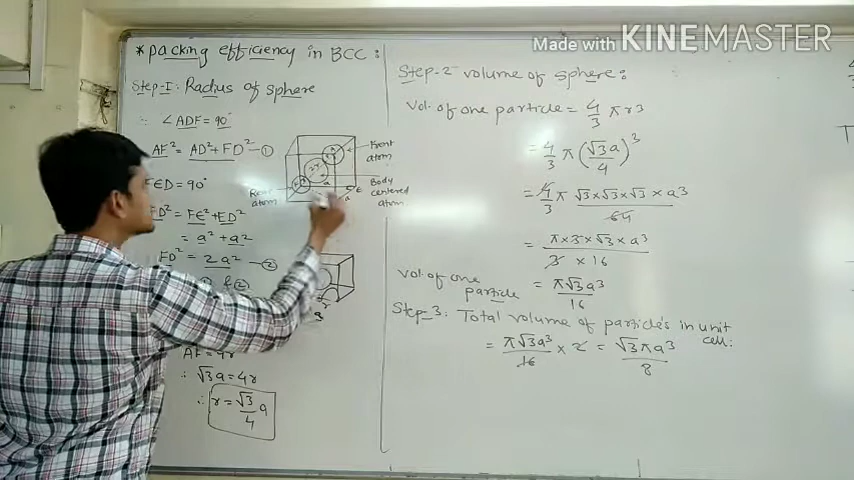 Made with KINEMASTER
* packing efficiency in BCC :
Step-I : Radius of sphere
∵ ∠ADF = 90°
AF² = AD² + FD² —①
FED = 90°
FD² = FE² + ED²
= a² + a²
FD² = 2a² —②
& ②
AF = 4r
∴ √3a = 4r
∴ r = √3/4 a
Front
atom
Body
centered
atom.
atom
Step-2 volume of sphere :
Vol. of one particle = 4/3 π r³
= 4/3 π (√3a/4)³
= 4/3 π √3×√3×√3×a³/64
= π×3×√3×a³/3×16
Vol. of one particle = π√3a³/16
Step-3 : Total volume of particle's in unit cell:
= π√3a³/16 × 2 = √3πa³/8